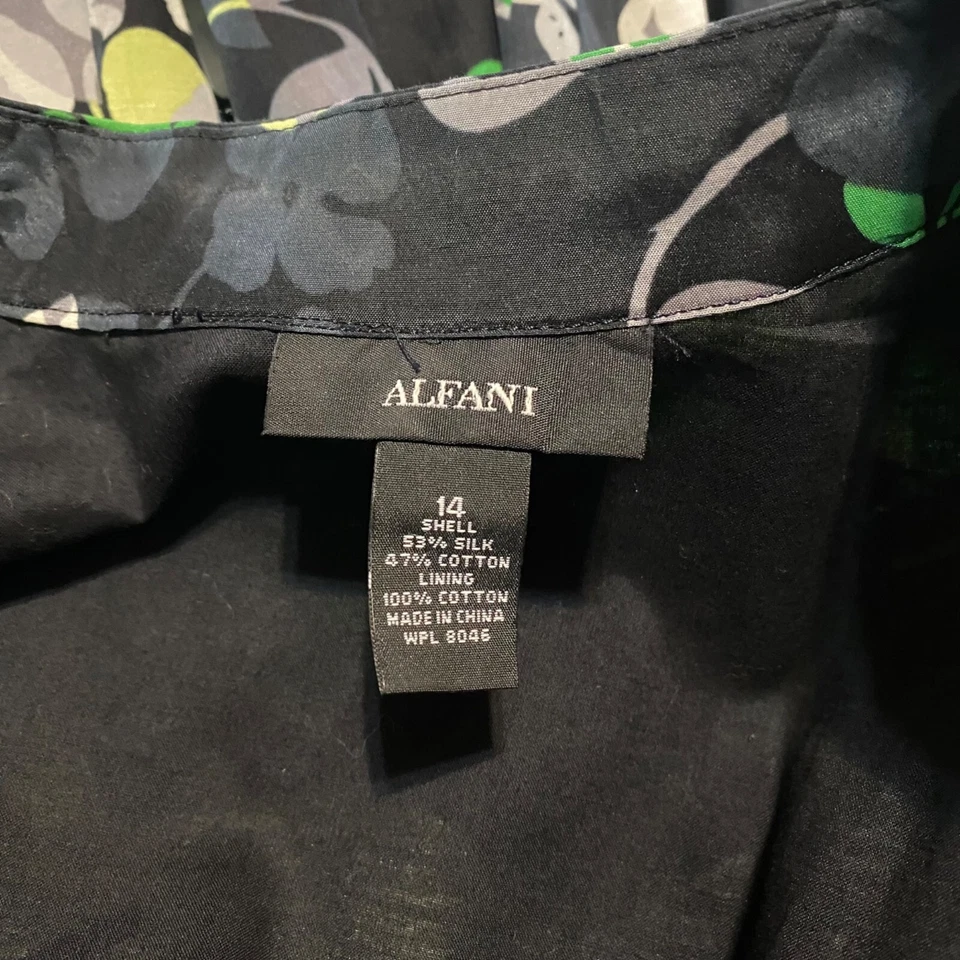 ALFANI
14
SHELL
53% SILK
47% COTTON
LINING
100% COTTON
MADE IN CHINA
WPL 8046